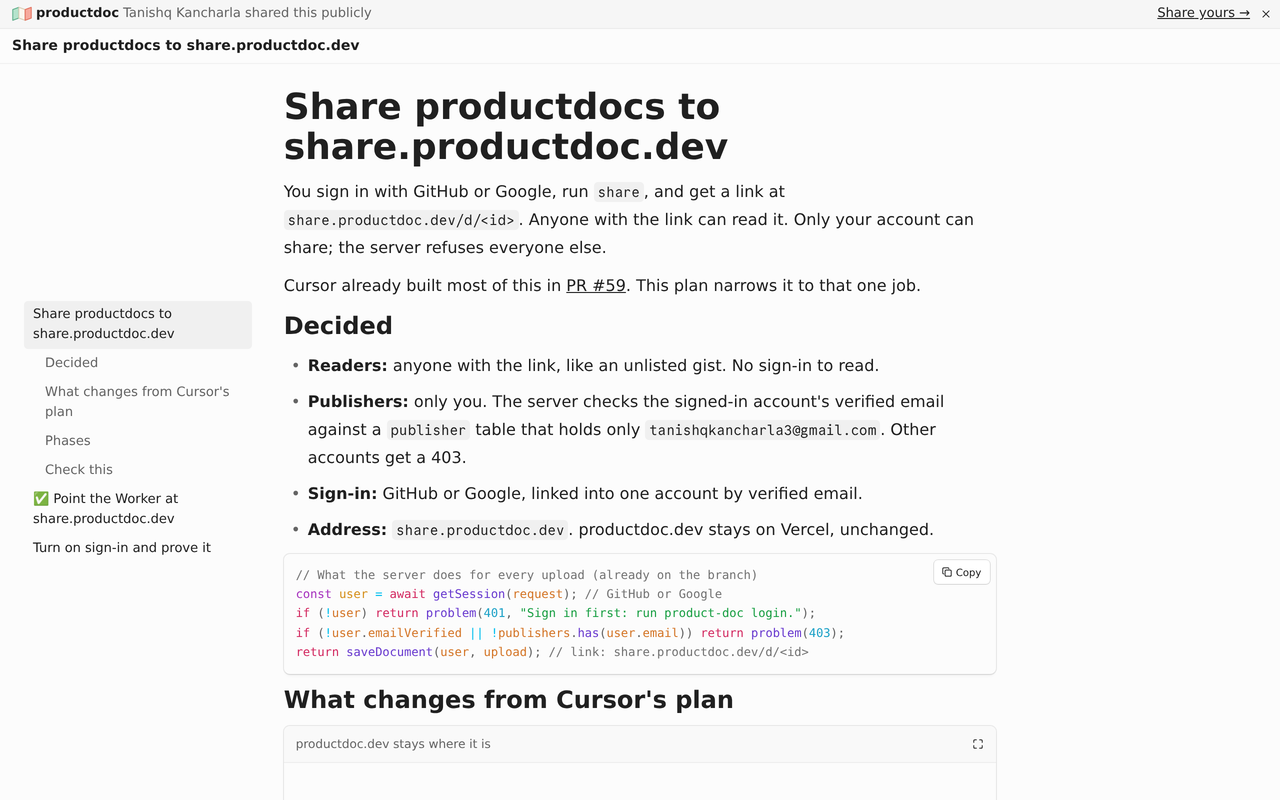 productdoc Tanishq Kancharla shared this publicly
Share yours →
Share productdocs to share.productdoc.dev
Share productdocs to
share.productdoc.dev
Decided
What changes from Cursor's
plan
Phases
Check this
✅ Point the Worker at
share.productdoc.dev
Turn on sign-in and prove it
Share productdocs to
share.productdoc.dev
You sign in with GitHub or Google, run share, and get a link at
share.productdoc.dev/d/<id>. Anyone with the link can read it. Only your account can
share; the server refuses everyone else.
Cursor already built most of this in PR #59. This plan narrows it to that one job.
Decided
• Readers: anyone with the link, like an unlisted gist. No sign-in to read.
• Publishers: only you. The server checks the signed-in account's verified email
against a publisher table that holds only tanishqkancharla3@gmail.com. Other
accounts get a 403.
• Sign-in: GitHub or Google, linked into one account by verified email.
• Address: share.productdoc.dev. productdoc.dev stays on Vercel, unchanged.
Copy
// What the server does for every upload (already on the branch)
const user = await getSession(request); // GitHub or Google
if (!user) return problem(401, "Sign in first: run product-doc login.");
if (!user.emailVerified || !publishers.has(user.email)) return problem(403);
return saveDocument(user, upload); // link: share.productdoc.dev/d/<id>
What changes from Cursor's plan
productdoc.dev stays where it is